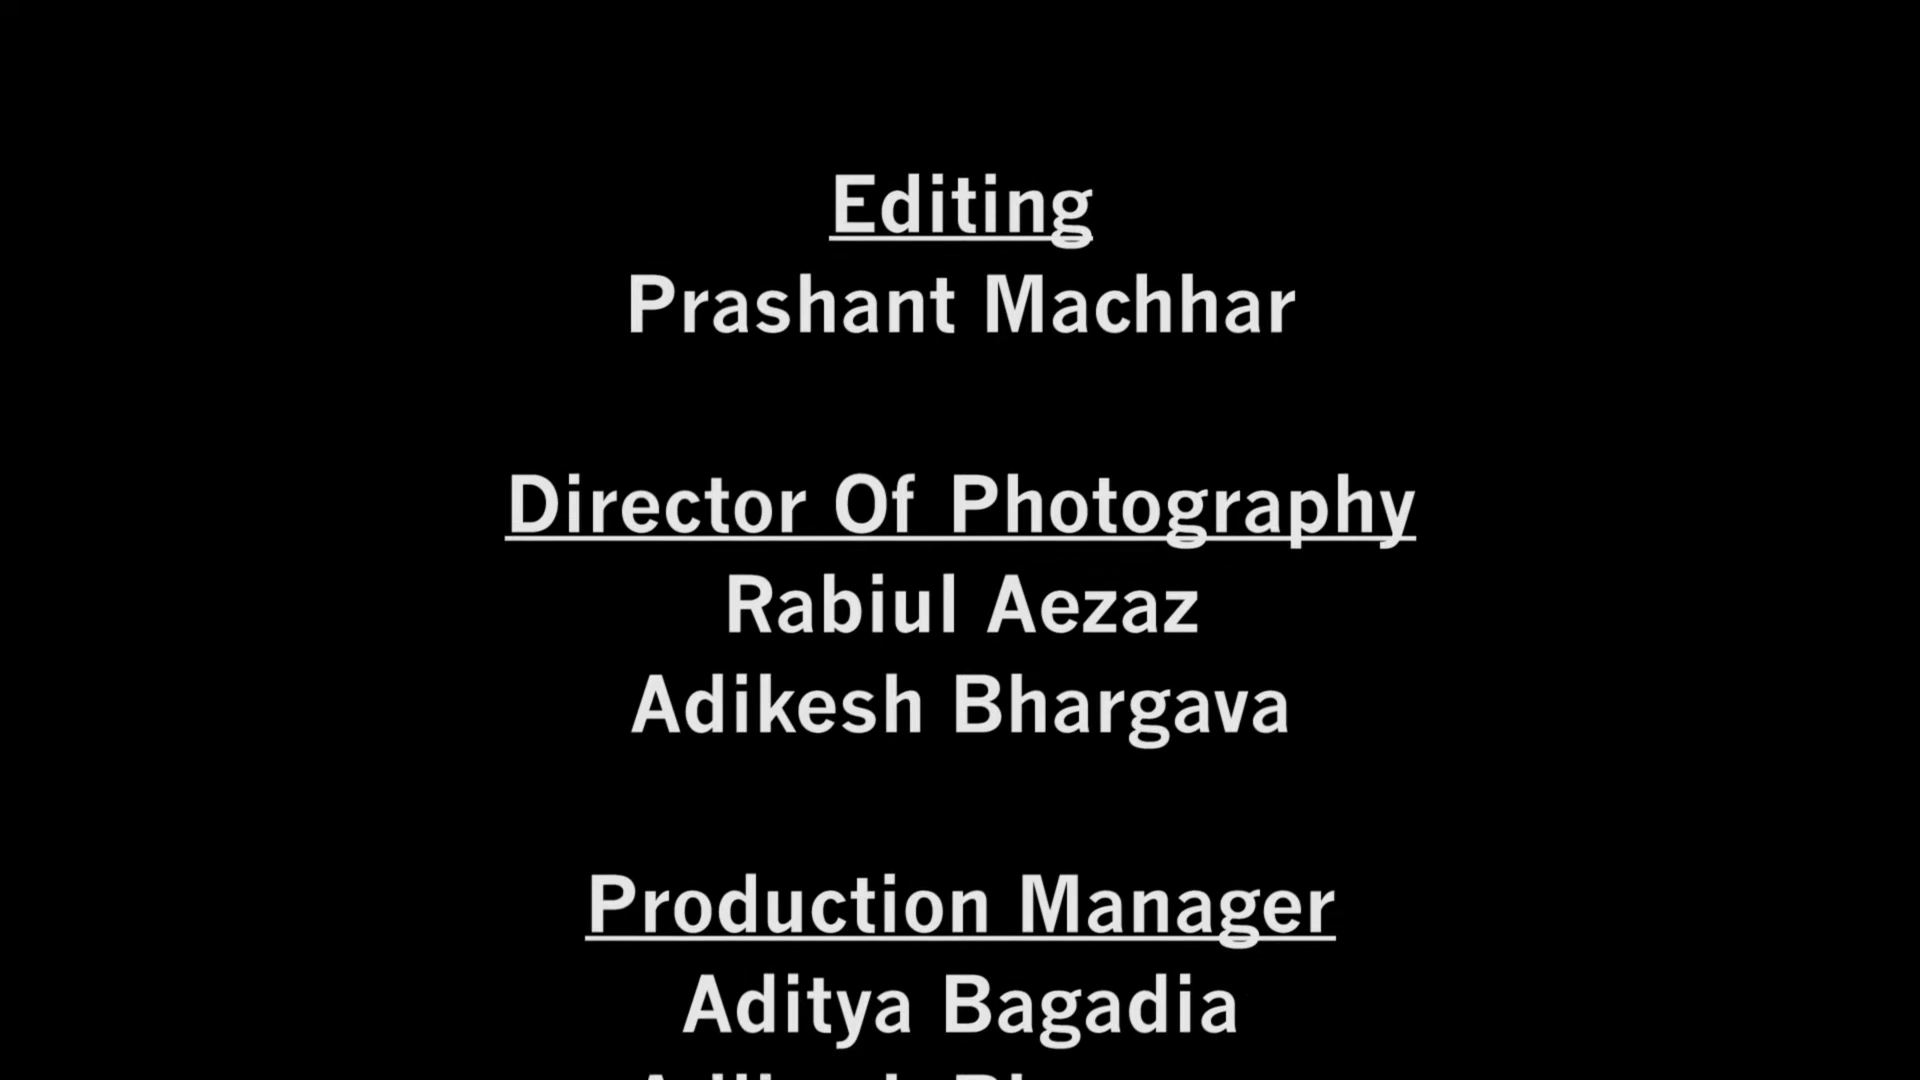 Editing
Prashant Machhar
Director Of Photography
Rabiul Aezaz
Adikesh Bhargava
Production Manager
Aditya Bagadia